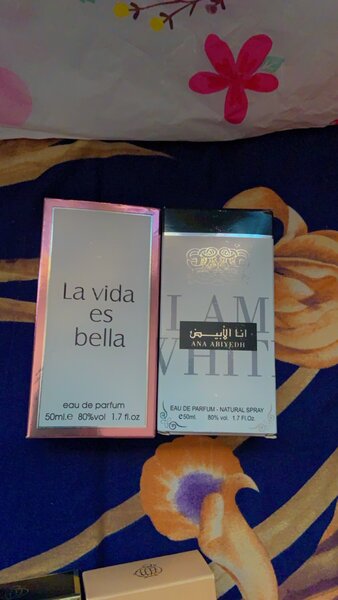 La vida
es
bella
eau de parfum
50ml.e 80%vol 1.7 fl.oz
I AM
WHIT
انا الأبيض
ANA ABIYEDH
EAU DE PARFUM - NATURAL SPRAY
e50ml. 80% vol. 1.7 Fl.Oz.